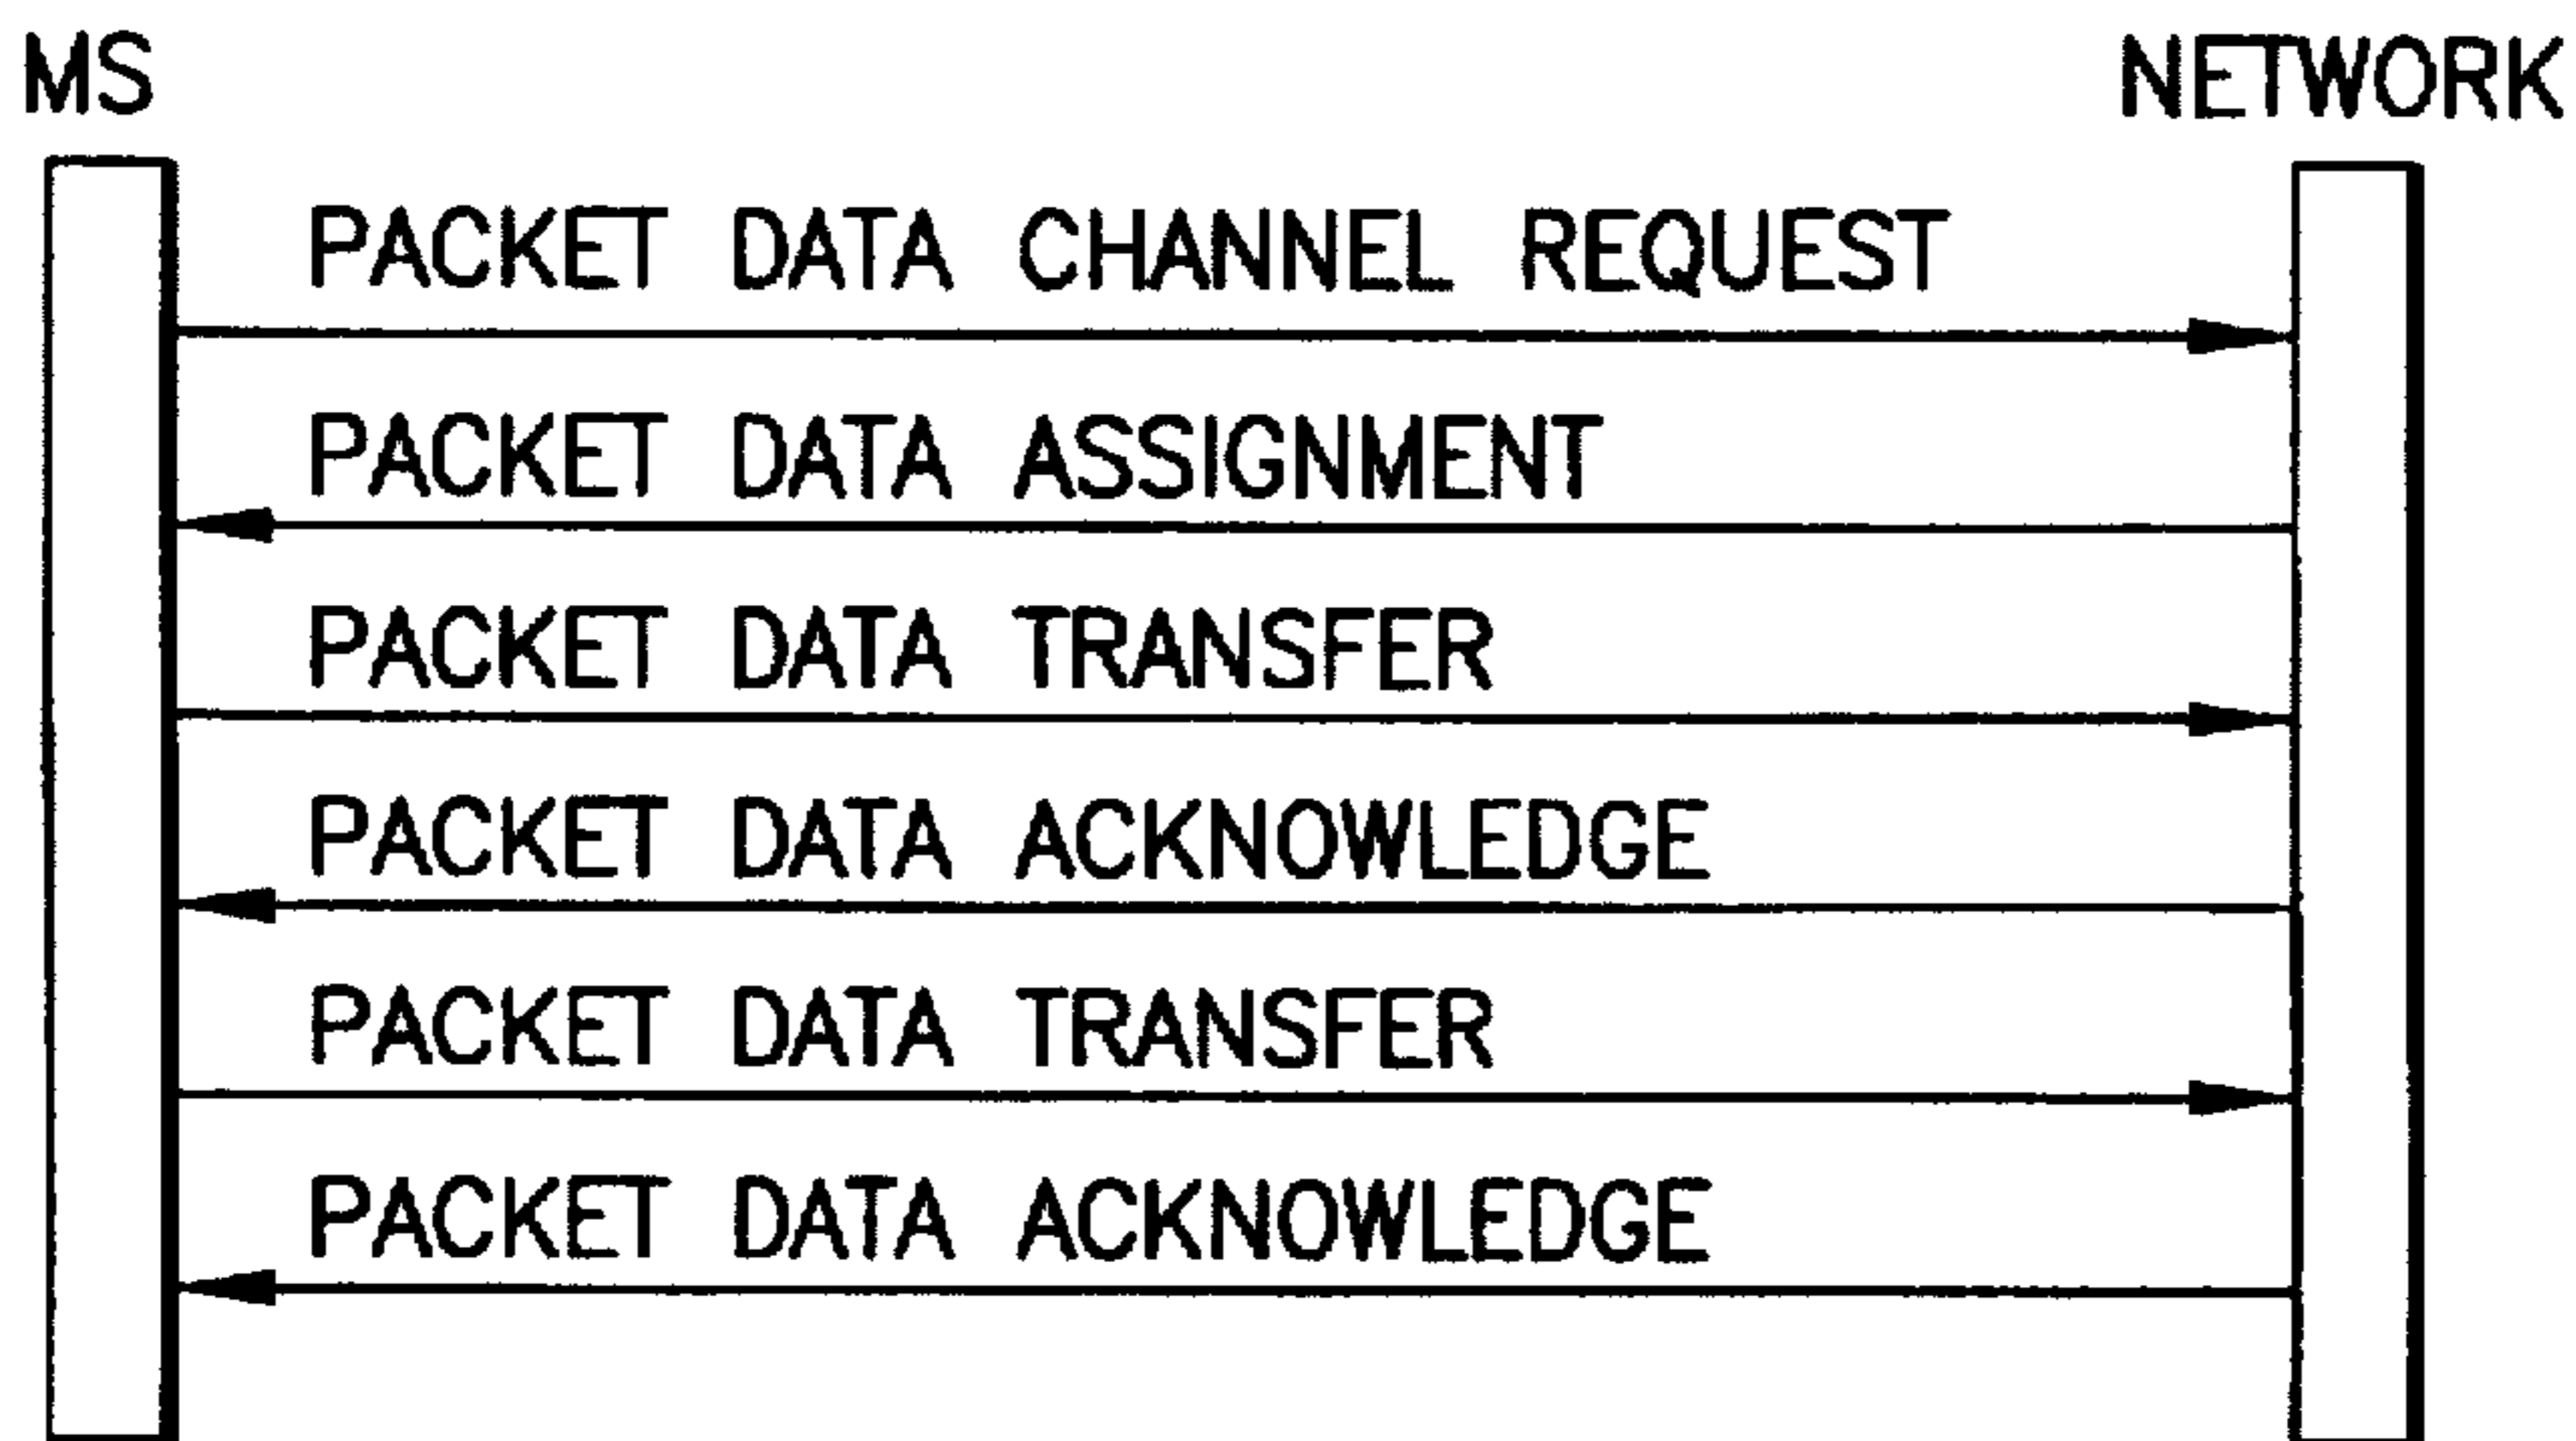 MS NETWORK
PACKET DATA CHANNEL REQUEST
PACKET DATA ASSIGNMENT
PACKET DATA TRANSFER
PACKET DATA ACKNOWLEDGE
PACKET DATA TRANSFER
PACKET DATA ACKNOWLEDGE